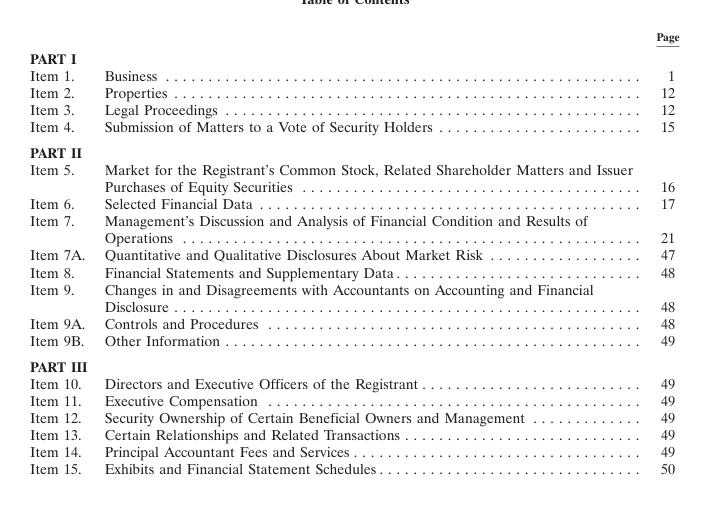 Table of Contents
Page
PART I
Item 1. Business . . . . . . . . . . . . . . . . . . . . . . . . . . . . . . . . . . . . . . . . . . . . . . . . . . . . . . . . 1
Item 2. Properties . . . . . . . . . . . . . . . . . . . . . . . . . . . . . . . . . . . . . . . . . . . . . . . . . . . . . . . 12
Item 3. Legal Proceedings . . . . . . . . . . . . . . . . . . . . . . . . . . . . . . . . . . . . . . . . . . . . . . . . . 12
Item 4. Submission of Matters to a Vote of Security Holders . . . . . . . . . . . . . . . . . . . . . . . . 15
PART II
Item 5. Market for the Registrant’s Common Stock, Related Shareholder Matters and Issuer
Purchases of Equity Securities . . . . . . . . . . . . . . . . . . . . . . . . . . . . . . . . . . . . . . . . 16
Item 6. Selected Financial Data . . . . . . . . . . . . . . . . . . . . . . . . . . . . . . . . . . . . . . . . . . . . . 17
Item 7. Management’s Discussion and Analysis of Financial Condition and Results of
Operations . . . . . . . . . . . . . . . . . . . . . . . . . . . . . . . . . . . . . . . . . . . . . . . . . . . . . . 21
Item 7A. Quantitative and Qualitative Disclosures About Market Risk . . . . . . . . . . . . . . . . . . 47
Item 8. Financial Statements and Supplementary Data . . . . . . . . . . . . . . . . . . . . . . . . . . . . . 48
Item 9. Changes in and Disagreements with Accountants on Accounting and Financial
Disclosure . . . . . . . . . . . . . . . . . . . . . . . . . . . . . . . . . . . . . . . . . . . . . . . . . . . . . . . 48
Item 9A. Controls and Procedures . . . . . . . . . . . . . . . . . . . . . . . . . . . . . . . . . . . . . . . . . . . . 48
Item 9B. Other Information . . . . . . . . . . . . . . . . . . . . . . . . . . . . . . . . . . . . . . . . . . . . . . . . . 49
PART III
Item 10. Directors and Executive Officers of the Registrant . . . . . . . . . . . . . . . . . . . . . . . . . . 49
Item 11. Executive Compensation . . . . . . . . . . . . . . . . . . . . . . . . . . . . . . . . . . . . . . . . . . . . 49
Item 12. Security Ownership of Certain Beneficial Owners and Management . . . . . . . . . . . . . 49
Item 13. Certain Relationships and Related Transactions . . . . . . . . . . . . . . . . . . . . . . . . . . . . 49
Item 14. Principal Accountant Fees and Services . . . . . . . . . . . . . . . . . . . . . . . . . . . . . . . . . . 49
Item 15. Exhibits and Financial Statement Schedules . . . . . . . . . . . . . . . . . . . . . . . . . . . . . . . 50